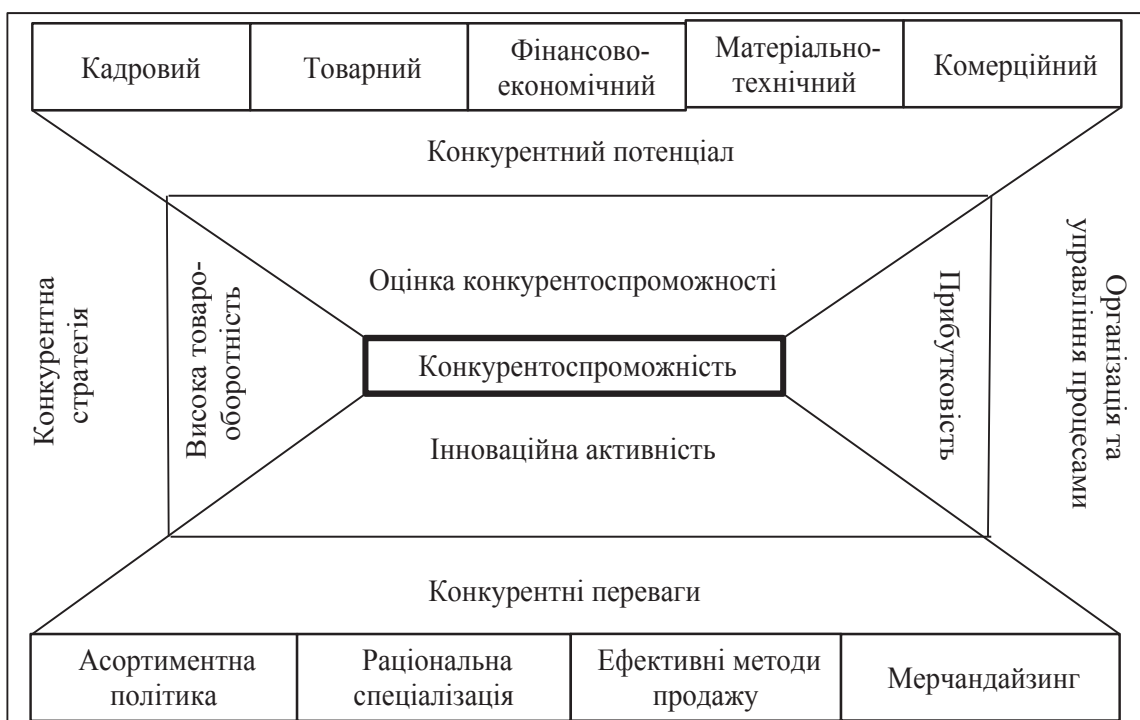 Кадровий
Товарний
Фінансово-
економічний
Матеріально-
технічний
Комерційний
Конкурентний потенціал
Конкурентна
стратегія
Висока товаро-
оборотність
Оцінка конкурентоспроможності
Конкурентоспроможність
Інноваційна активність
Прибутковість
Організація та
управління процесами
Конкурентні переваги
Асортиментна
політика
Раціональна
спеціалізація
Ефективні методи
продажу
Мерчандайзинг